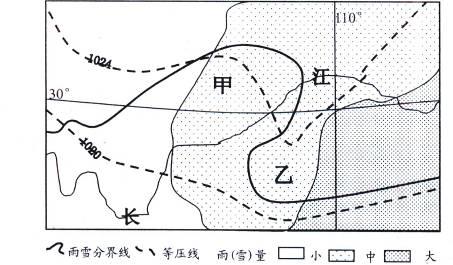 110°
1024
甲
江
30°
1080
乙
长
雨雪分界线 等压线 雨(雪)量 小 中 大